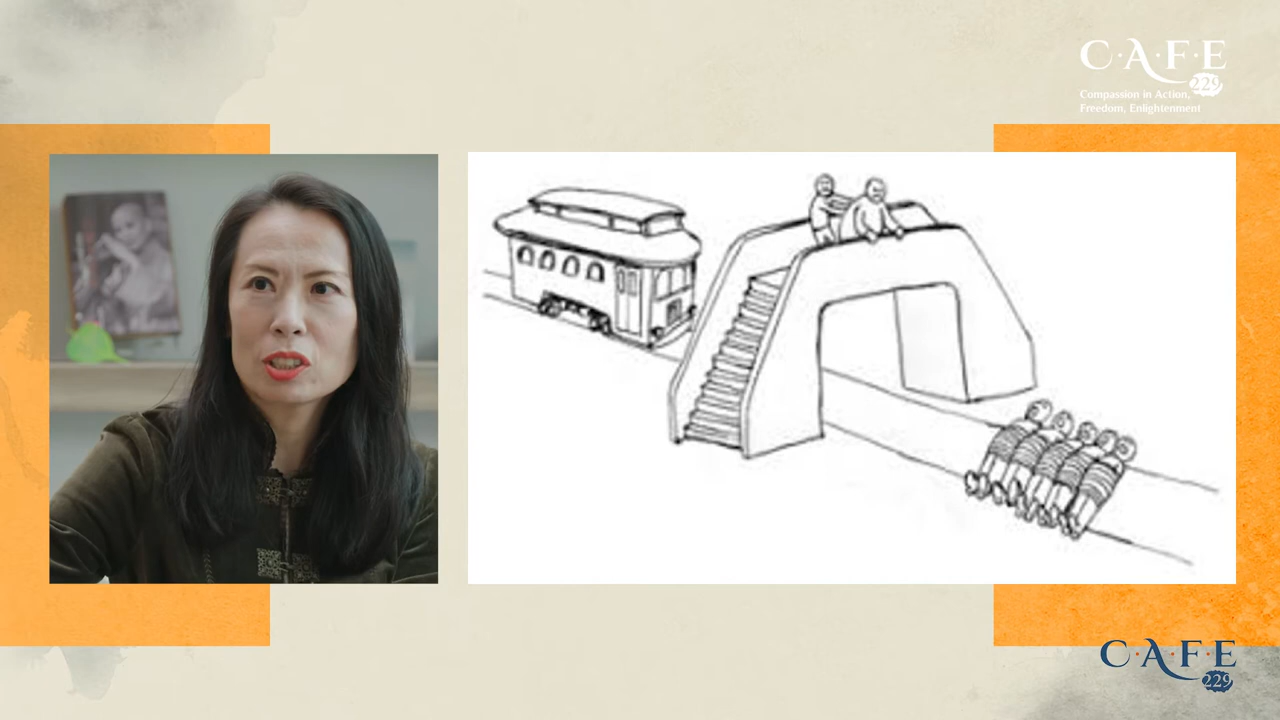 C·A·F·E
229
Compassion in Action,
Freedom, Enlightenment
C·A·F·E
229